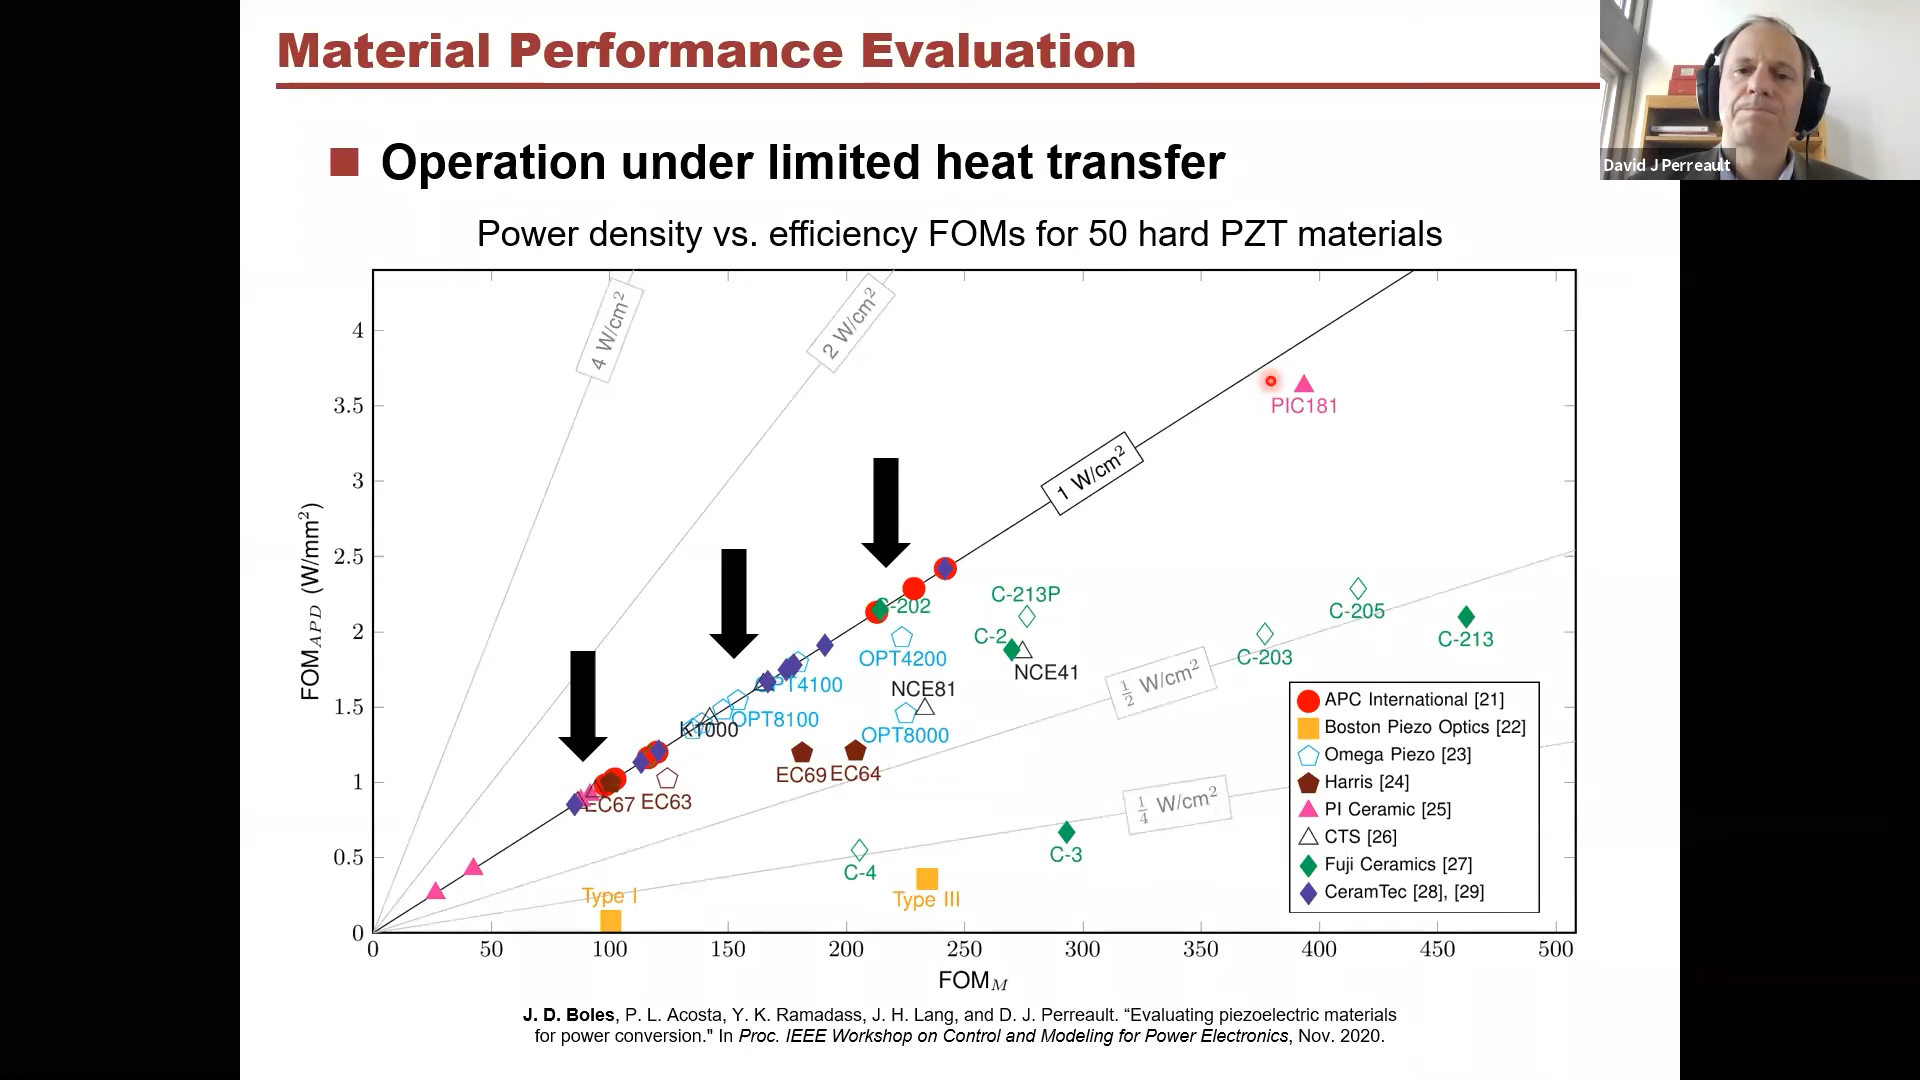 Material Performance Evaluation
David J Perreault
Operation under limited heat transfer
Power density vs. efficiency FOMs for 50 hard PZT materials
4 W/cm²
2 W/cm²
1 W/cm²
½ W/cm²
¼ W/cm²
FOM_APD (W/mm²)
4
3.5
3
2.5
2
1.5
1
0.5
0
PIC181
C-202
C-213P
C-205
C-2
C-213
OPT4200
C-203
NCE41
OPT4100
NCE81
OPT8100
K1000
OPT8000
EC69
EC64
EC67
EC63
C-3
C-4
Type I
Type III
APC International [21]
Boston Piezo Optics [22]
Omega Piezo [23]
Harris [24]
PI Ceramic [25]
CTS [26]
Fuji Ceramics [27]
CeramTec [28], [29]
0 50 100 150 200 250 300 350 400 450 500
FOM_M
J. D. Boles, P. L. Acosta, Y. K. Ramadass, J. H. Lang, and D. J. Perreault. “Evaluating piezoelectric materials
for power conversion." In Proc. IEEE Workshop on Control and Modeling for Power Electronics, Nov. 2020.